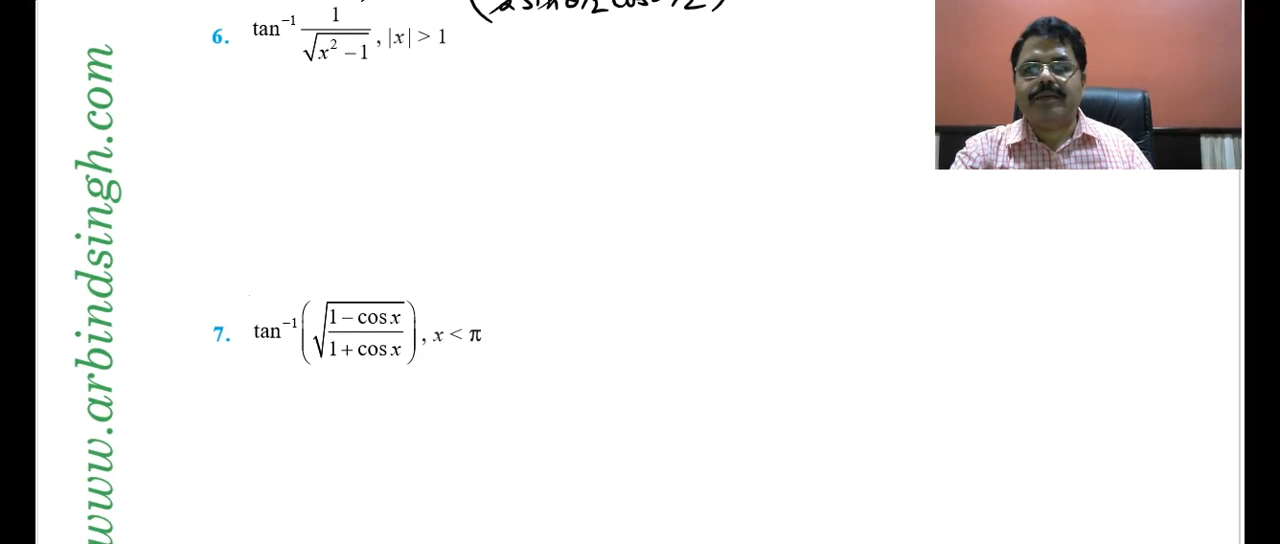 6. tan⁻¹ 1/√(x² − 1), |x| > 1
7. tan⁻¹(√((1 − cos x)/(1 + cos x))), x < π
www.arbindsingh.com